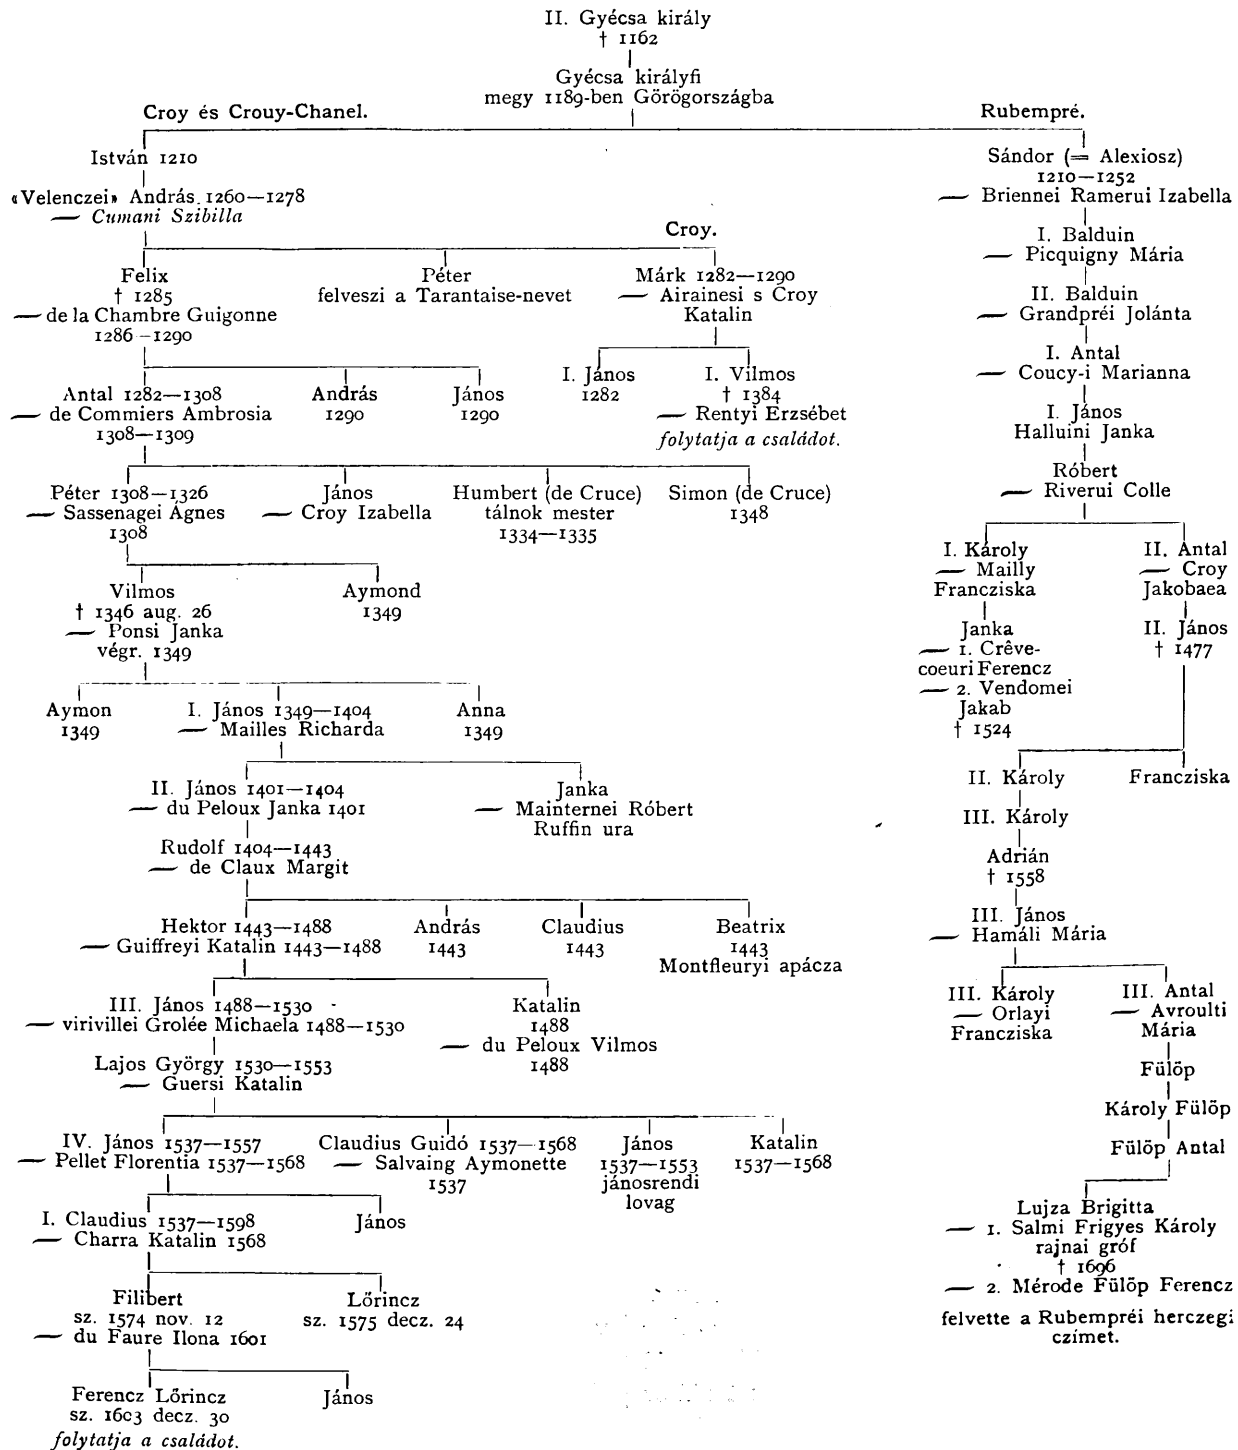 II. Gyécsa király
† 1162
Gyécsa királyfi
megy 1189-ben Görögországba
Croy és Crouy-Chanel.
Rubempré.
István 1210
«Velenczei» András. 1260—1278
— Cumani Szibilla
Croy.
Felix
† 1285
— de la Chambre Guigonne
1286–1290
Péter
felveszi a Tarantaise-nevet
Márk 1282—1290
— Airainesi s Croy
Katalin
Antal 1282—1308
— de Commiers Ambrosia
1308—1309
András
1290
János
1290
I. János
1282
I. Vilmos
† 1384
— Rentyi Erzsébet
folytatja a családot.
Péter 1308—1326
— Sassenagei Ágnes
1308
János
— Croy Izabella
Humbert (de Cruce)
tálnok mester
1334—1335
Simon (de Cruce)
1348
Vilmos
† 1346 aug. 26
— Ponsi Janka
végr. 1349
Aymond
1349
Aymon
1349
I. János 1349—1404
— Mailles Richarda
Anna
1349
II. János 1401—1404
— du Peloux Janka 1401
Janka
— Mainternei Róbert
Ruffin ura
Rudolf 1404—1443
— de Claux Margit
Hektor 1443—1488
— Guiffreyi Katalin 1443—1488
András
1443
Claudius
1443
Beatrix
1443
Montfleuryi apácza
III. János 1488—1530
— virivillei Grolée Michaela 1488—1530
Katalin
1488
— du Peloux Vilmos
1488
Lajos György 1530—1553
— Guersi Katalin
IV. János 1537—1557
— Pellet Florentia 1537—1568
Claudius Guidó 1537—1568
— Salvaing Aymonette
1537
János
1537—1553
jánosrendi
lovag
Katalin
1537—1568
I. Claudius 1537—1598
— Charra Katalin 1568
János
Filibert
sz. 1574 nov. 12
— du Faure Ilona 1601
Lőrincz
sz. 1575 decz. 24
Ferencz Lőrincz
sz. 1603 decz. 30
folytatja a családot.
János
Sándor (= Alexiosz)
1210—1252
— Briennei Ramerui Izabella
I. Balduin
— Picquigny Mária
II. Balduin
— Grandpréi Jolánta
I. Antal
— Coucy-i Marianna
I. János
Halluini Janka
Róbert
— Riverui Colle
I. Károly
— Mailly
Francziska
II. Antal
— Croy
Jakobaea
Janka
— 1. Crêve-
coeuri Ferencz
— 2. Vendomei
Jakab
† 1524
II. János
† 1477
II. Károly
Francziska
III. Károly
Adrián
† 1558
III. János
— Hamáli Mária
III. Károly
— Orlayi
Francziska
III. Antal
— Avroulti
Mária
Fülöp
Károly Fülöp
Fülöp Antal
Lujza Brigitta
— 1. Salmi Frigyes Károly
rajnai gróf
† 1696
— 2. Mérode Fülöp Ferencz
felvette a Rubempréi herczegi
czímet.